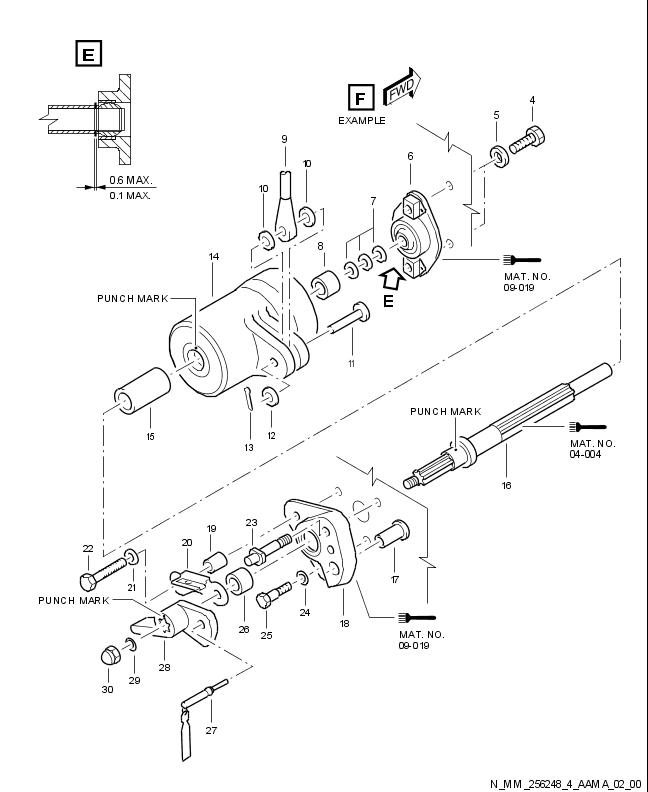 E
0.6 MAX.
0.1 MAX.
F
FWD
EXAMPLE
4
5
6
7
8
9
10
10
14
PUNCH MARK
E
MAT. NO.
09-019
11
12
13
15
PUNCH MARK
MAT. NO.
04-004
16
17
18
19
20
21
22
23
24
25
26
PUNCH MARK
MAT. NO.
09-019
27
28
29
30
N_MM_256248_4_AAMA_02_00